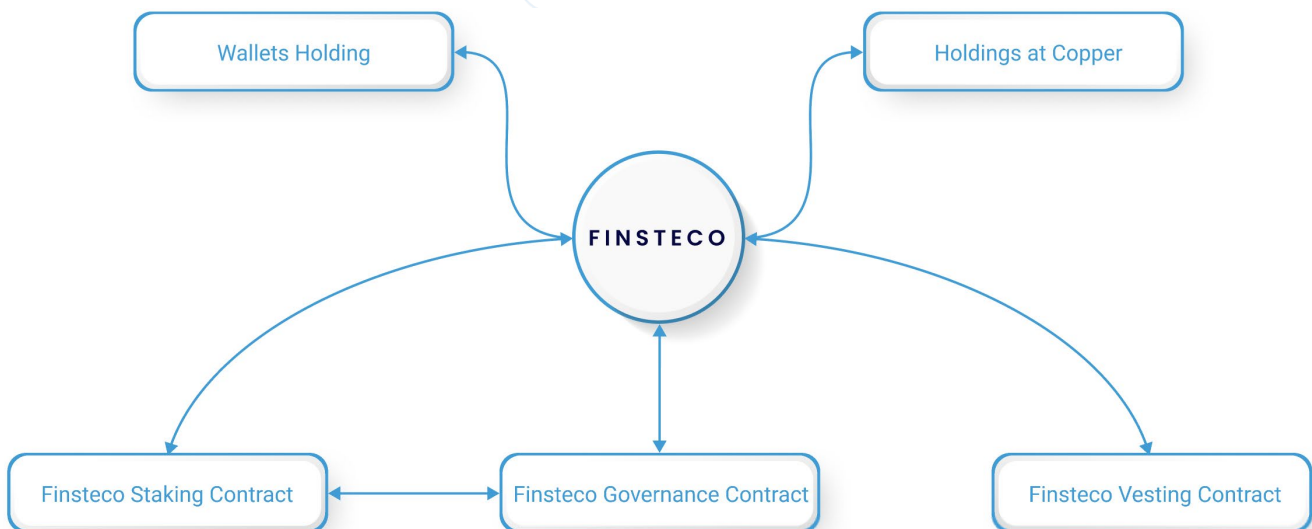 Wallets Holding
Holdings at Copper
FINSTECO
Finsteco Staking Contract
Finsteco Governance Contract
Finsteco Vesting Contract